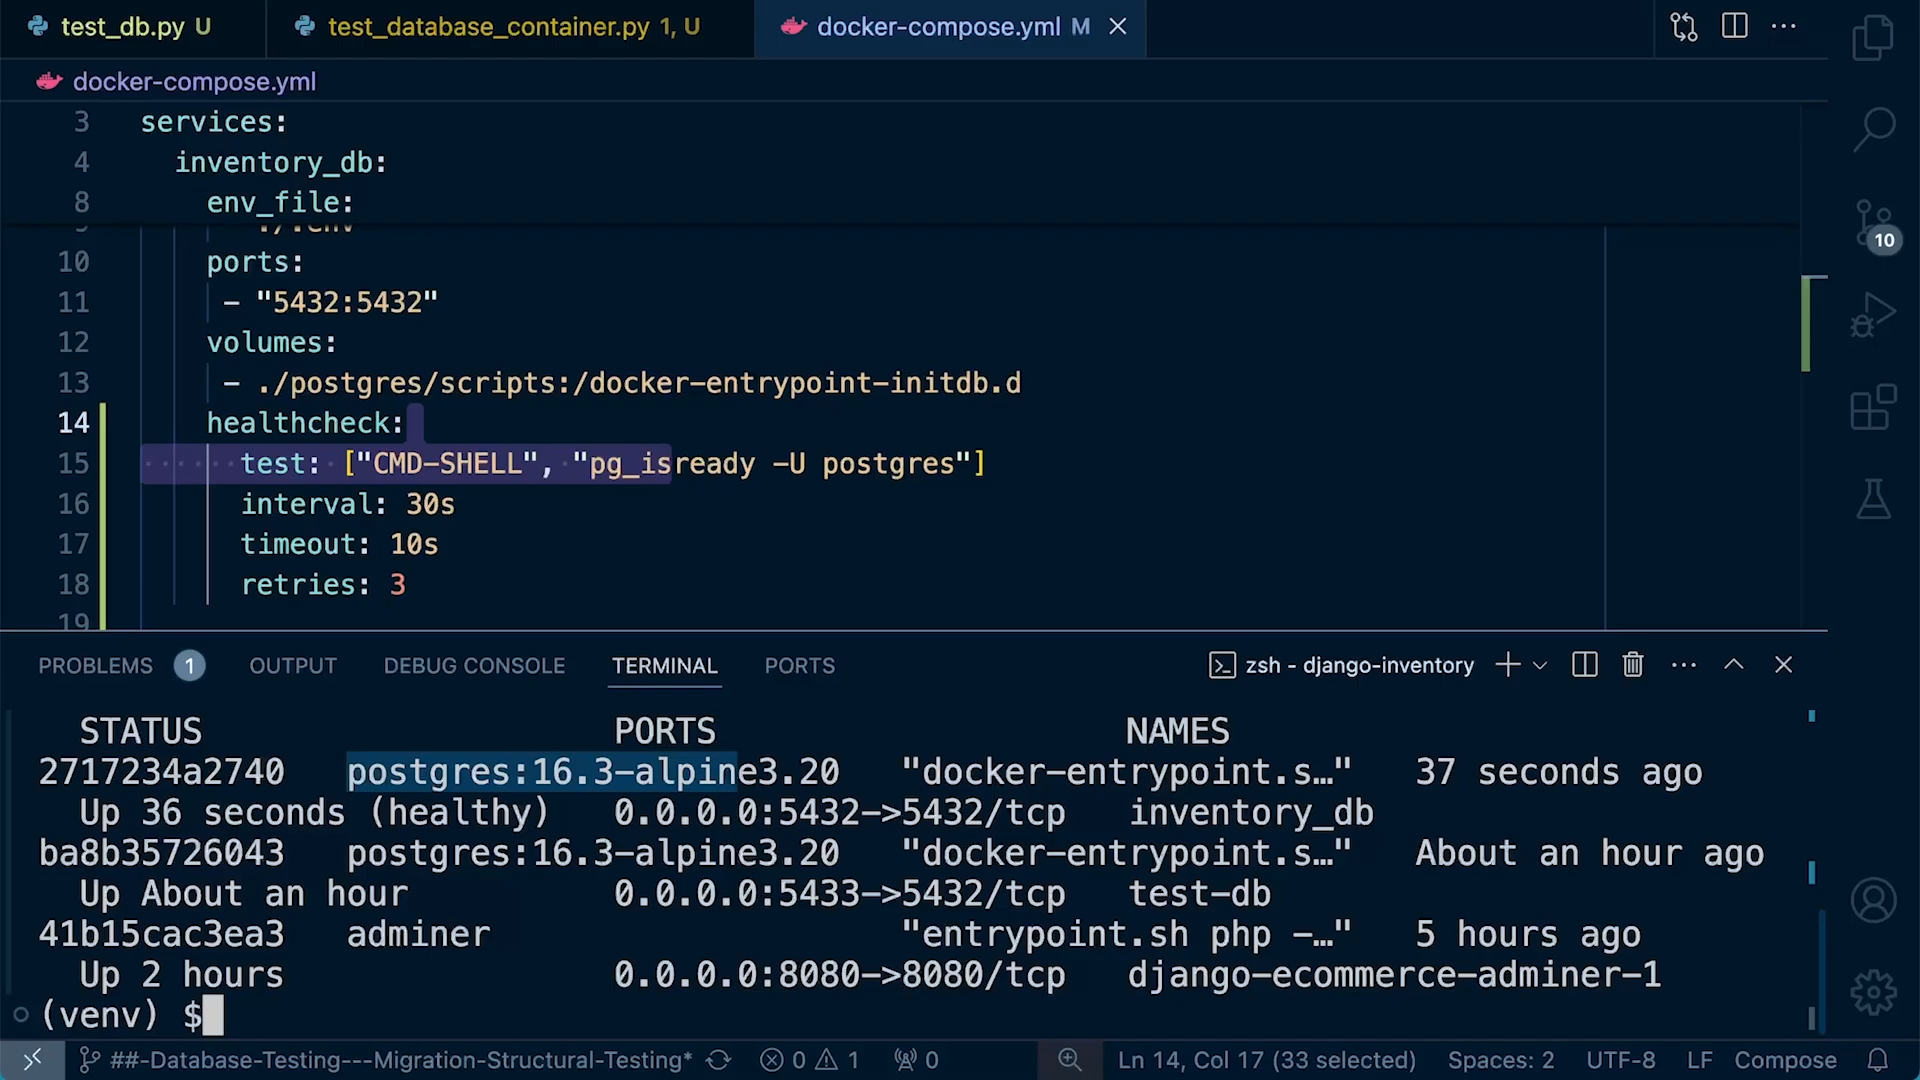 test_db.py U
test_database_container.py 1, U
docker-compose.yml M
docker-compose.yml
3 services:
4 inventory_db:
8 env_file:
10 ports:
11 - "5432:5432"
12 volumes:
13 - ./postgres/scripts:/docker-entrypoint-initdb.d
14 healthcheck:
15 test: ["CMD-SHELL", "pg_isready -U postgres"]
16 interval: 30s
17 timeout: 10s
18 retries: 3
19
10
PROBLEMS 1 OUTPUT DEBUG CONSOLE TERMINAL PORTS
zsh - django-inventory
STATUS PORTS NAMES
2717234a2740 postgres:16.3-alpine3.20 "docker-entrypoint.s…" 37 seconds ago
Up 36 seconds (healthy) 0.0.0.0:5432->5432/tcp inventory_db
ba8b35726043 postgres:16.3-alpine3.20 "docker-entrypoint.s…" About an hour ago
Up About an hour 0.0.0.0:5433->5432/tcp test-db
41b15cac3ea3 adminer "entrypoint.sh php -…" 5 hours ago
Up 2 hours 0.0.0.0:8080->8080/tcp django-ecommerce-adminer-1
(venv) $
##-Database-Testing---Migration-Structural-Testing* 0 1 0 Ln 14, Col 17 (33 selected) Spaces: 2 UTF-8 LF Compose